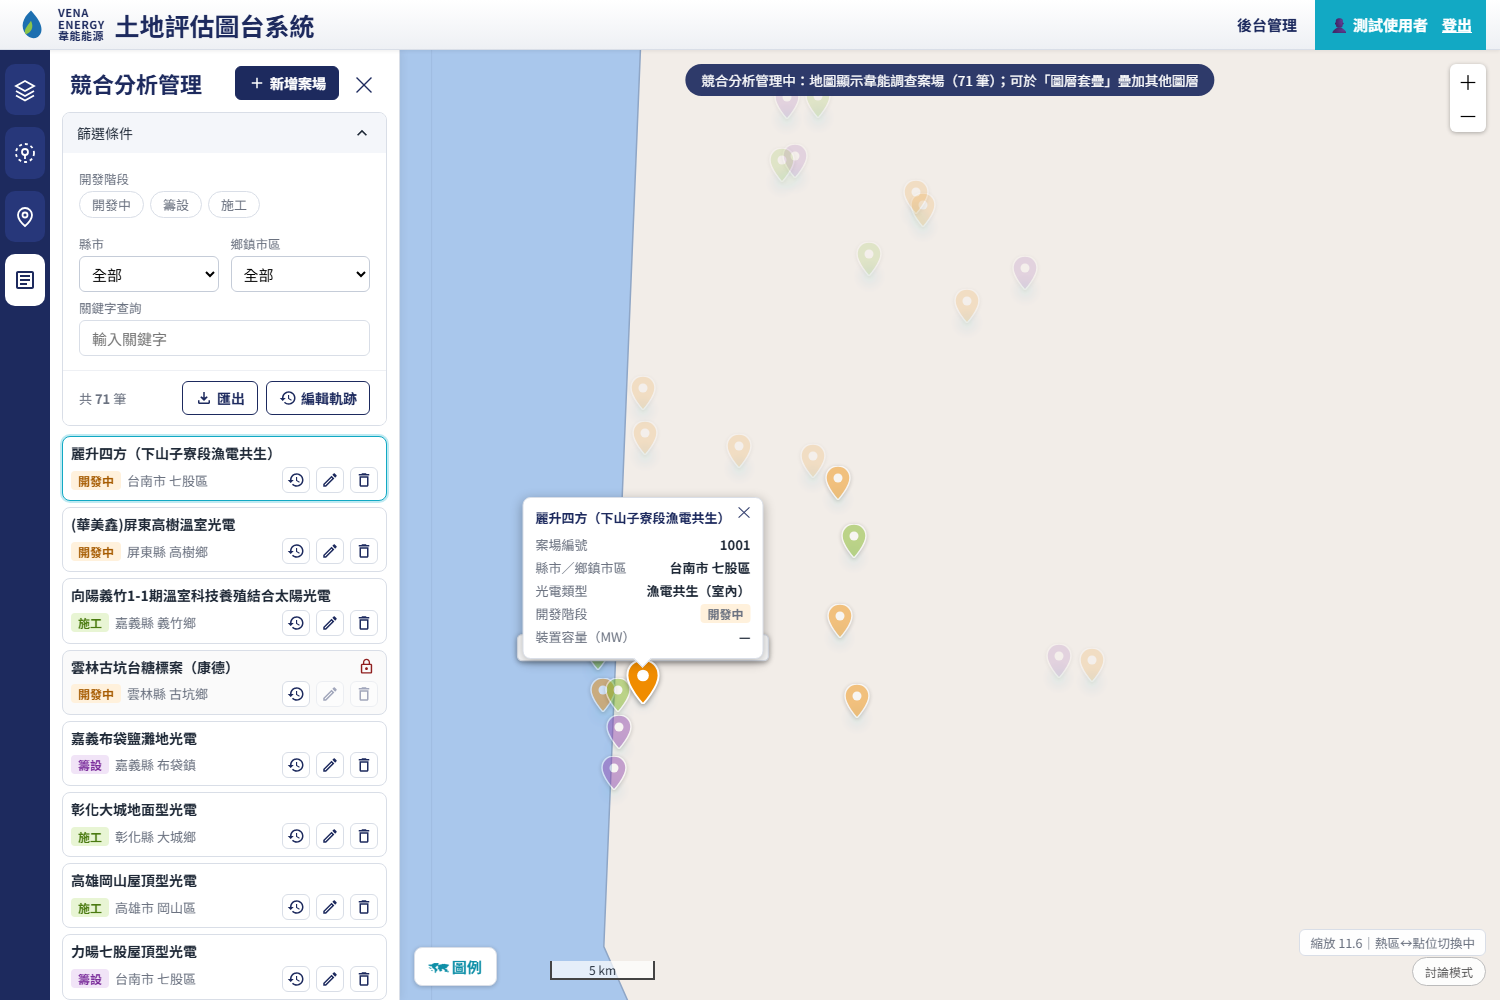 VENA
ENERGY
韋能能源
土地評估圖台系統
後台管理
測試使用者
登出
競合分析管理
新增案場
篩選條件
開發階段
開發中
籌設
施工
縣市
鄉鎮市區
全部
全部
關鍵字查詢
輸入關鍵字
共 71 筆
匯出
編輯軌跡
麗升四方（下山子寮段漁電共生）
開發中
台南市 七股區
(華美鑫)屏東高樹溫室光電
開發中
屏東縣 高樹鄉
向陽義竹1-1期溫室科技養殖結合太陽光電
施工
嘉義縣 義竹鄉
雲林古坑台糖標案（康德）
開發中
雲林縣 古坑鄉
嘉義布袋鹽灘地光電
籌設
嘉義縣 布袋鎮
彰化大城地面型光電
施工
彰化縣 大城鄉
高雄岡山屋頂型光電
施工
高雄市 岡山區
力暘七股屋頂型光電
籌設
台南市 七股區
競合分析管理中：地圖顯示韋能調查案場（71 筆）；可於「圖層套疊」疊加其他圖層
麗升四方（下山子寮段漁電共生）
案場編號
1001
縣市／鄉鎮市區
台南市 七股區
光電類型
漁電共生（室內）
開發階段
開發中
裝置容量（MW）
—
圖例
5 km
縮放 11.6｜熱區↔點位切換中
討論模式